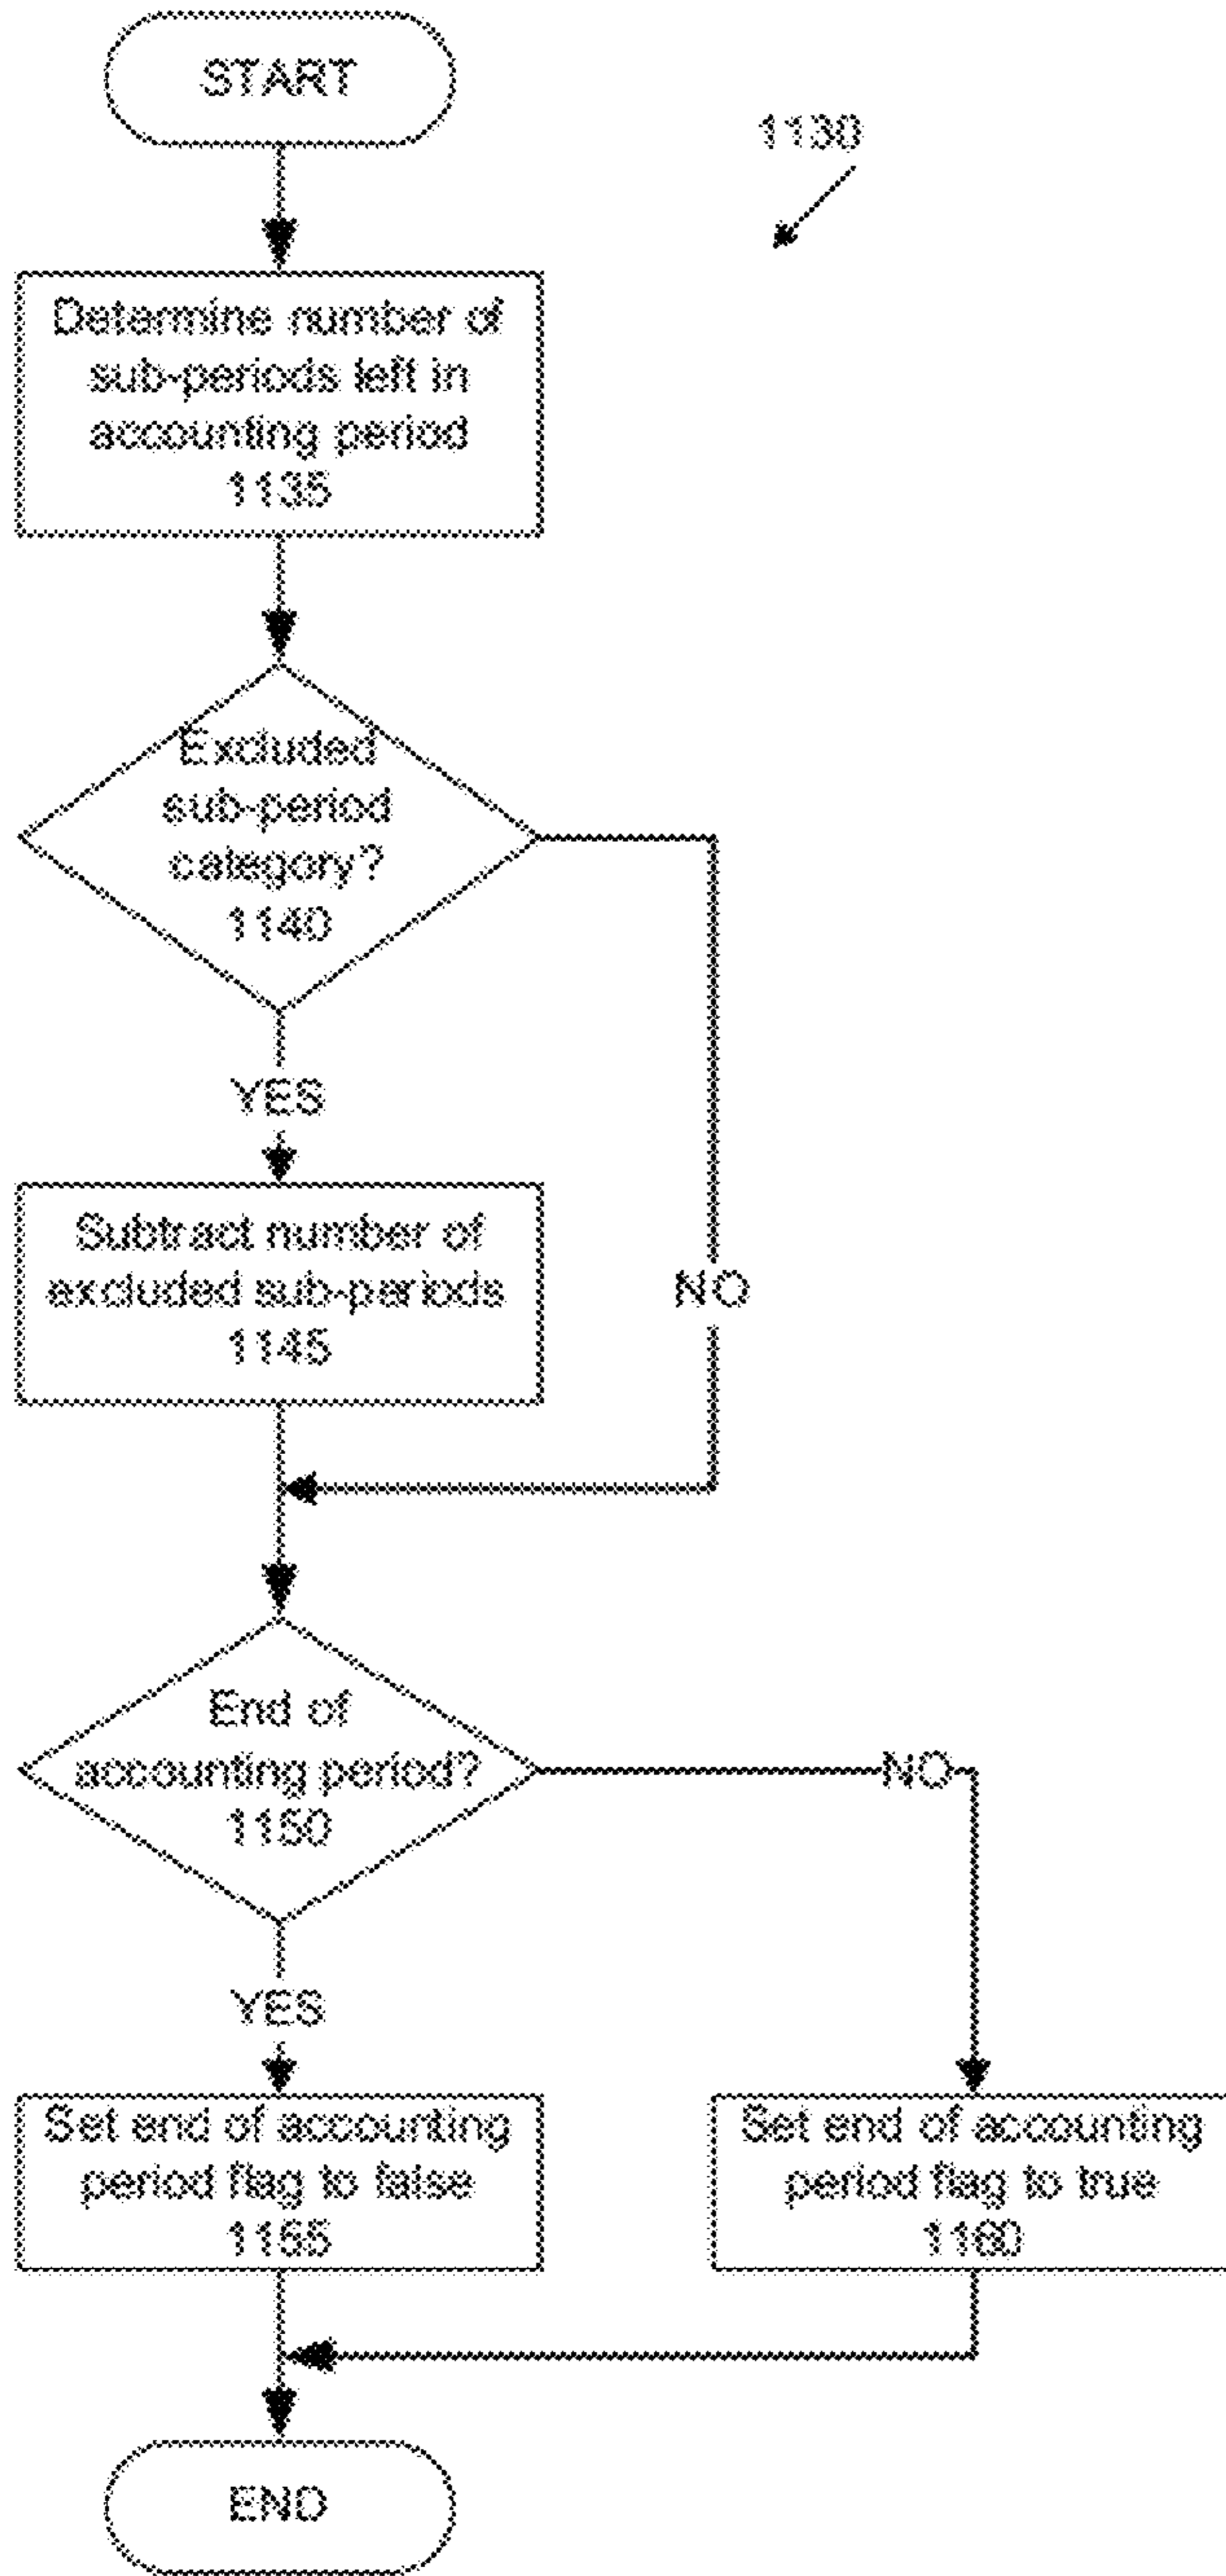 START
1130
Determine number of
sub-periods left in
accounting period
1135
Excluded
sub-period
category?
1140
YES
Subtract number of
excluded sub-periods
1145
NO
End of
accounting period?
1150
NO
YES
Set end of accounting
period flag to false
1155
Set end of accounting
period flag to true
1160
END